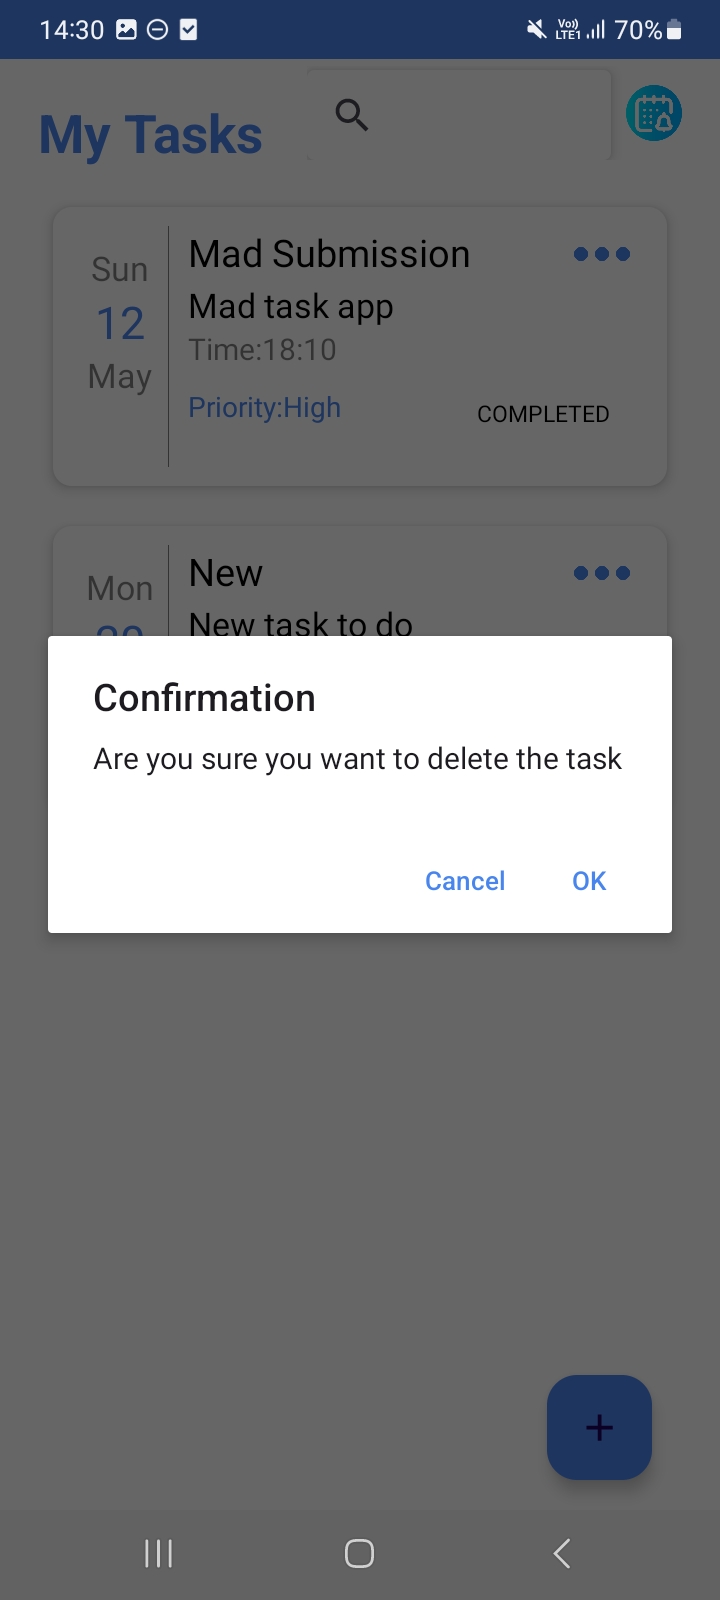 14:30
Vo)) LTE1 70%
My Tasks
Sun
12
May
Mad Submission
Mad task app
Time:18:10
Priority:High
COMPLETED
Mon
New
New task to do
Confirmation
Are you sure you want to delete the task
Cancel OK